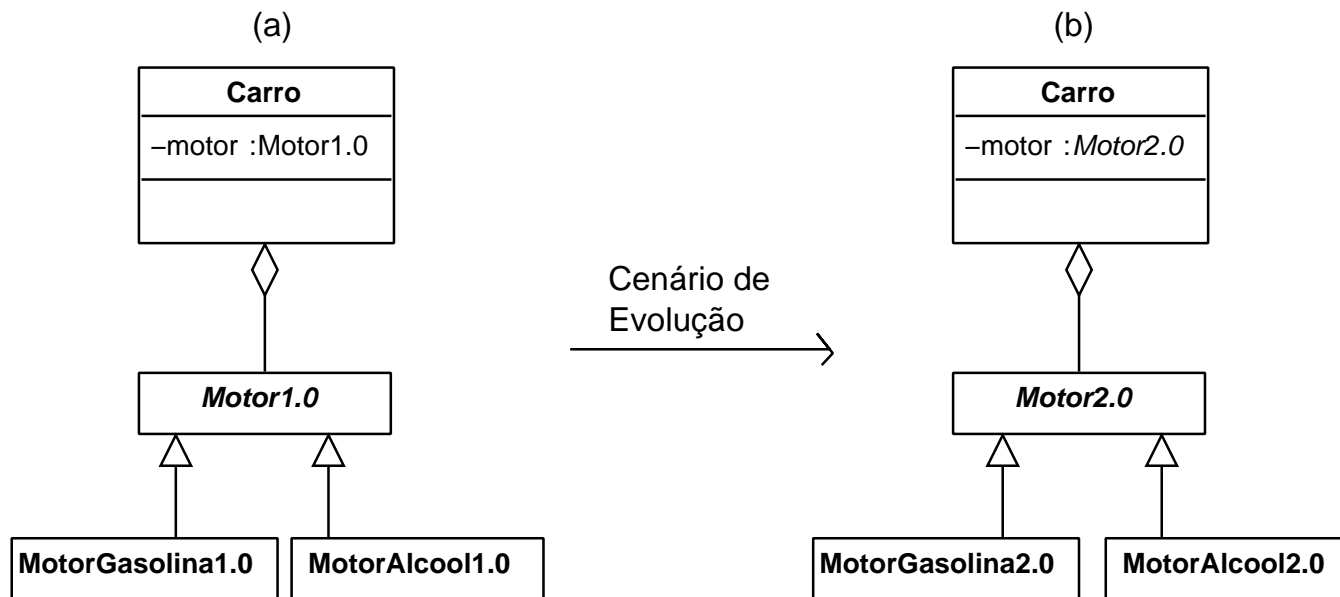 (a)
Carro
–motor :Motor1.0
Motor1.0
MotorGasolina1.0
MotorAlcool1.0
Cenário de
Evolução
(b)
Carro
–motor :Motor2.0
Motor2.0
MotorGasolina2.0
MotorAlcool2.0